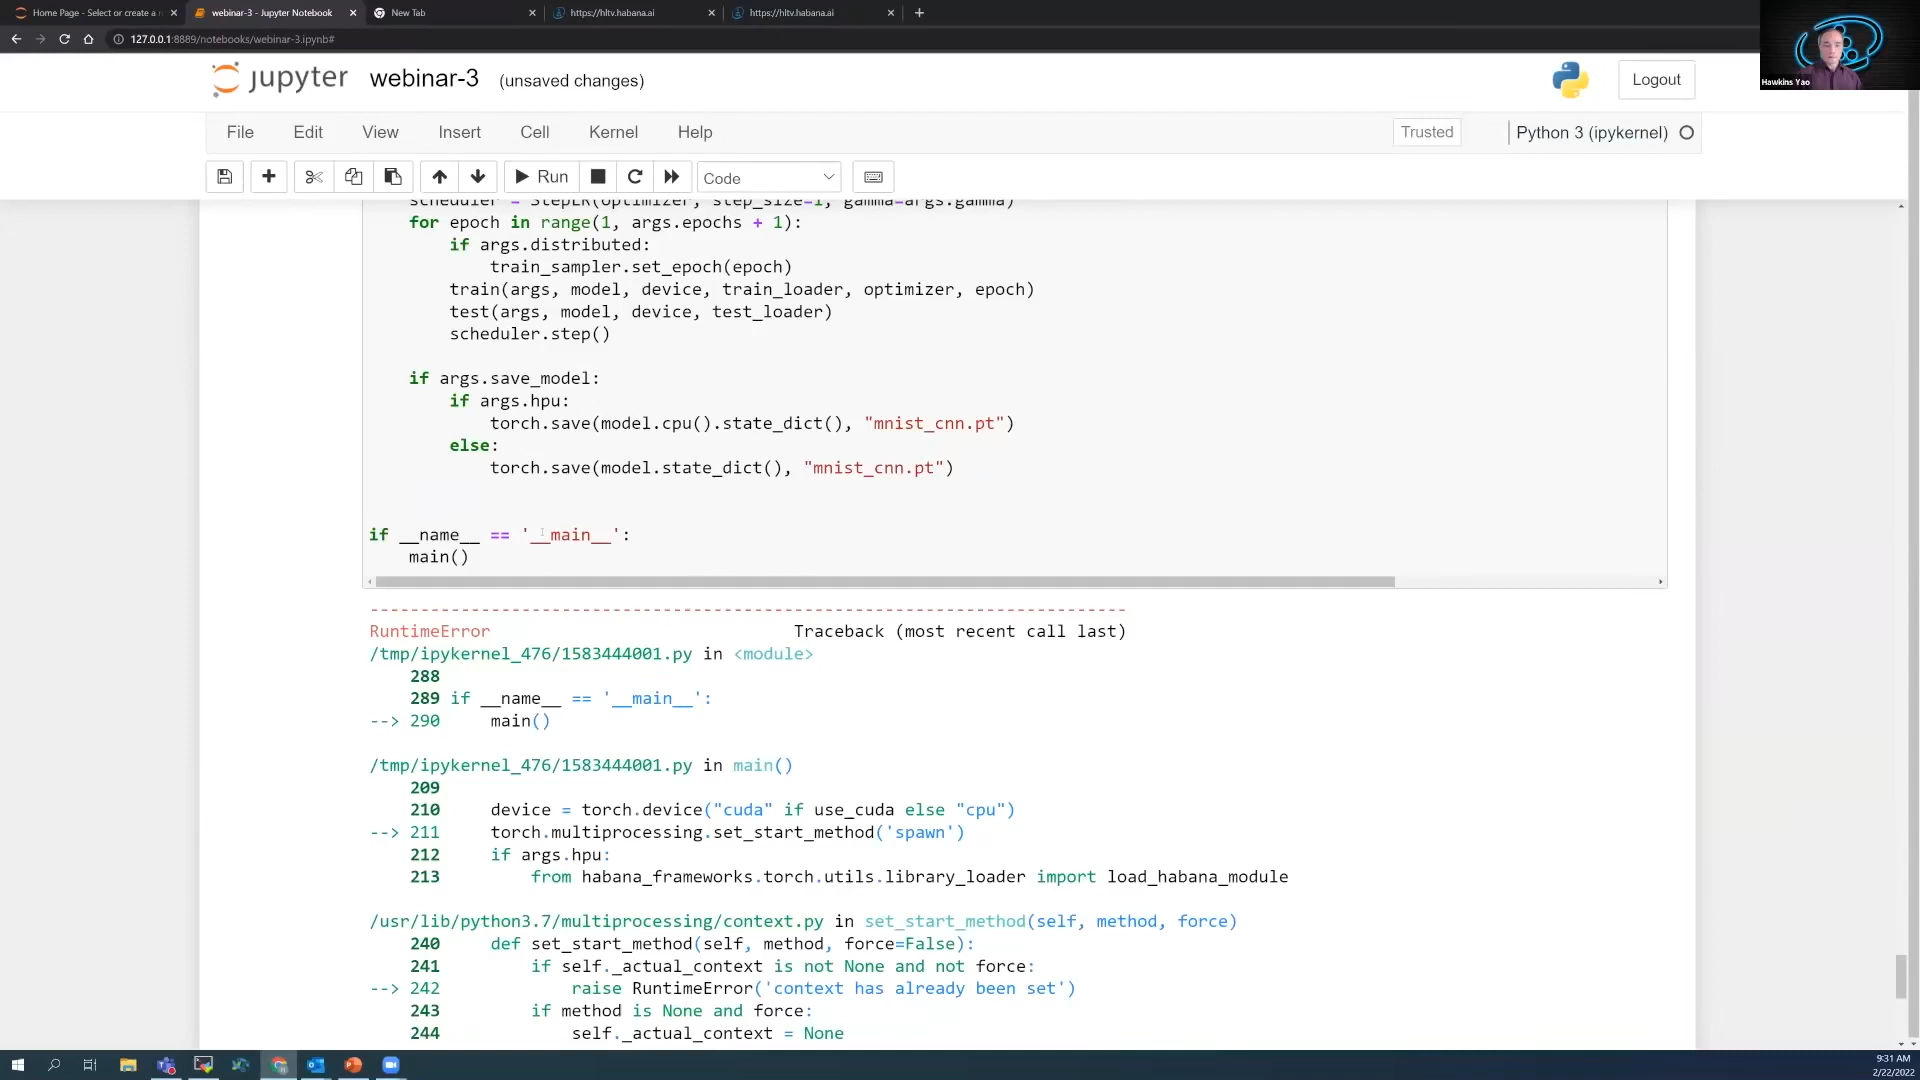 Home Page - Select or create a n
webinar-3 - Jupyter Notebook
New Tab
https://hltv.habana.ai
https://hltv.habana.ai
127.0.0.1:8889/notebooks/webinar-3.ipynb#
Hawkins Yao
jupyter webinar-3 (unsaved changes)
Logout
File Edit View Insert Cell Kernel Help
Trusted
Python 3 (ipykernel)
Run
Code
scheduler = StepLR(optimizer, step_size=1, gamma=args.gamma)
for epoch in range(1, args.epochs + 1):
if args.distributed:
train_sampler.set_epoch(epoch)
train(args, model, device, train_loader, optimizer, epoch)
test(args, model, device, test_loader)
scheduler.step()
if args.save_model:
if args.hpu:
torch.save(model.cpu().state_dict(), "mnist_cnn.pt")
else:
torch.save(model.state_dict(), "mnist_cnn.pt")
if __name__ == '__main__':
main()
---------------------------------------------------------------------------
RuntimeError Traceback (most recent call last)
/tmp/ipykernel_476/1583444001.py in <module>
288
289 if __name__ == '__main__':
--> 290 main()
/tmp/ipykernel_476/1583444001.py in main()
209
210 device = torch.device("cuda" if use_cuda else "cpu")
--> 211 torch.multiprocessing.set_start_method('spawn')
212 if args.hpu:
213 from habana_frameworks.torch.utils.library_loader import load_habana_module
/usr/lib/python3.7/multiprocessing/context.py in set_start_method(self, method, force)
240 def set_start_method(self, method, force=False):
241 if self._actual_context is not None and not force:
--> 242 raise RuntimeError('context has already been set')
243 if method is None and force:
244 self._actual_context = None
9:31 AM
2/22/2022